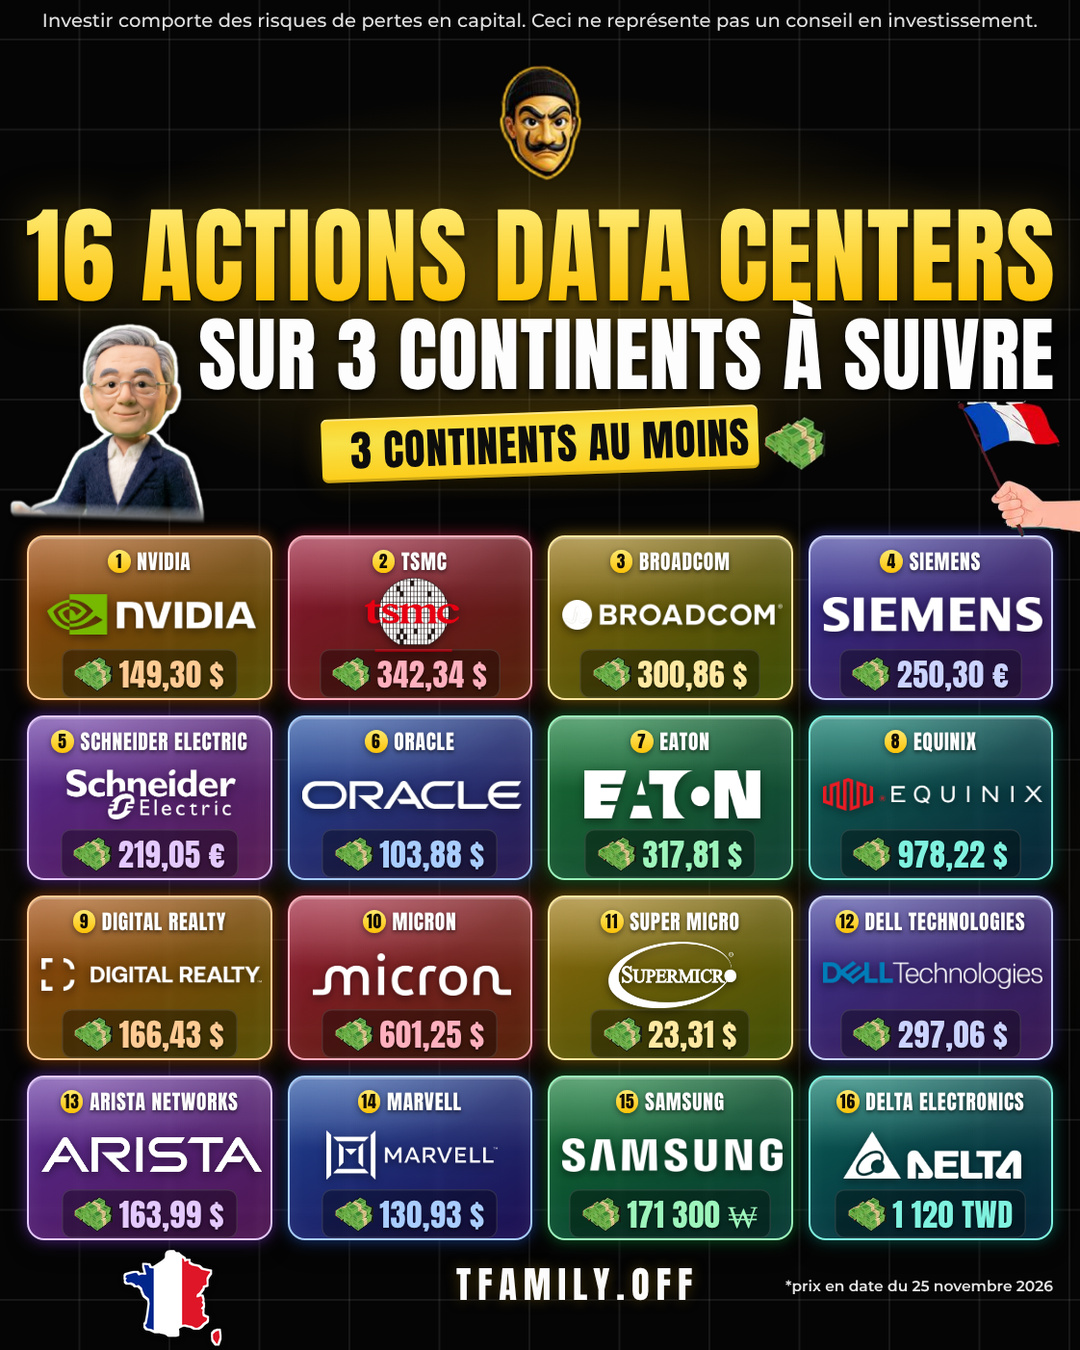 Investir comporte des risques de pertes en capital. Ceci ne représente pas un conseil en investissement.
16 ACTIONS DATA CENTERS
SUR 3 CONTINENTS À SUIVRE
3 CONTINENTS AU MOINS
1 NVIDIA
NVIDIA
149,30 $
2 TSMC
tsmc
342,34 $
3 BROADCOM
BROADCOM®
300,86 $
4 SIEMENS
SIEMENS
250,30 €
5 SCHNEIDER ELECTRIC
Schneider
Electric
219,05 €
6 ORACLE
ORACLE
103,88 $
7 EATON
EATON
317,81 $
8 EQUINIX
EQUINIX
978,22 $
9 DIGITAL REALTY
DIGITAL REALTY™
166,43 $
10 MICRON
micron
601,25 $
11 SUPER MICRO
SUPERMICRO®
23,31 $
12 DELL TECHNOLOGIES
DELL Technologies
297,06 $
13 ARISTA NETWORKS
ARISTA
163,99 $
14 MARVELL
MARVELL™
130,93 $
15 SAMSUNG
SAMSUNG
171 300 ₩
16 DELTA ELECTRONICS
DELTA
1 120 TWD
TFAMILY.OFF
*prix en date du 25 novembre 2026